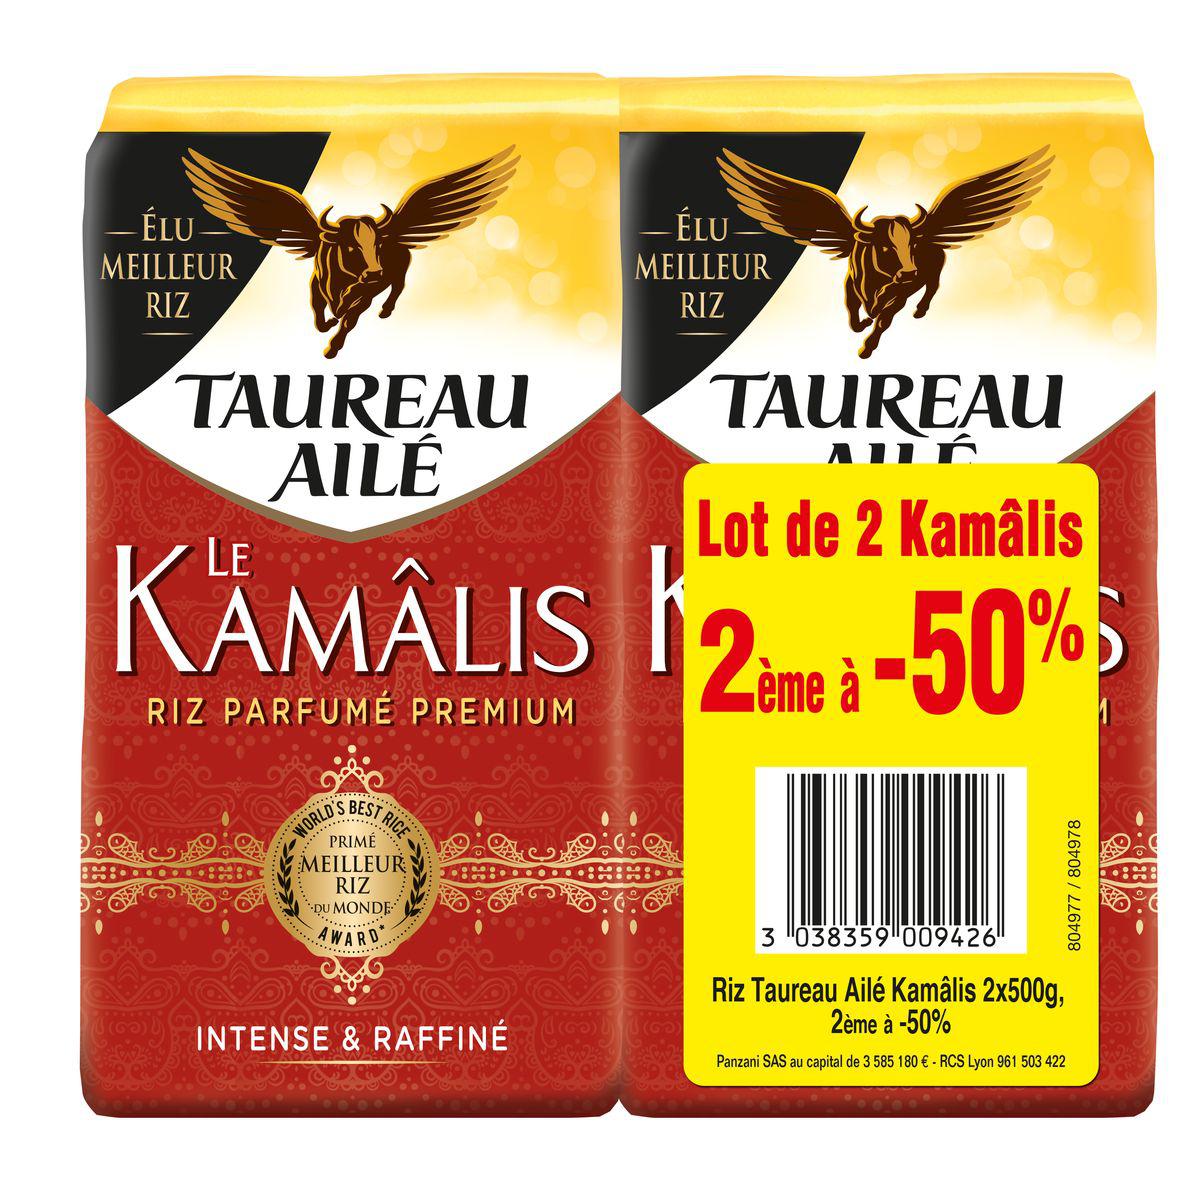 ÉLU
MEILLEUR
RIZ
TAUREAU
AILÉ
LE
KAMÂLIS
RIZ PARFUMÉ PREMIUM
WORLD'S BEST RICE
PRIMÉ
MEILLEUR
RIZ
DU MONDE
AWARD*
INTENSE & RAFFINÉ
ÉLU
MEILLEUR
RIZ
TAUREAU
AILÉ
Lot de 2 Kamâlis
2ème à -50%
3 038359 009426
804977 / 804978
Riz Taureau Ailé Kamâlis 2x500g,
2ème à -50%
Panzani SAS au capital de 3 585 180 € - RCS Lyon 961 503 422